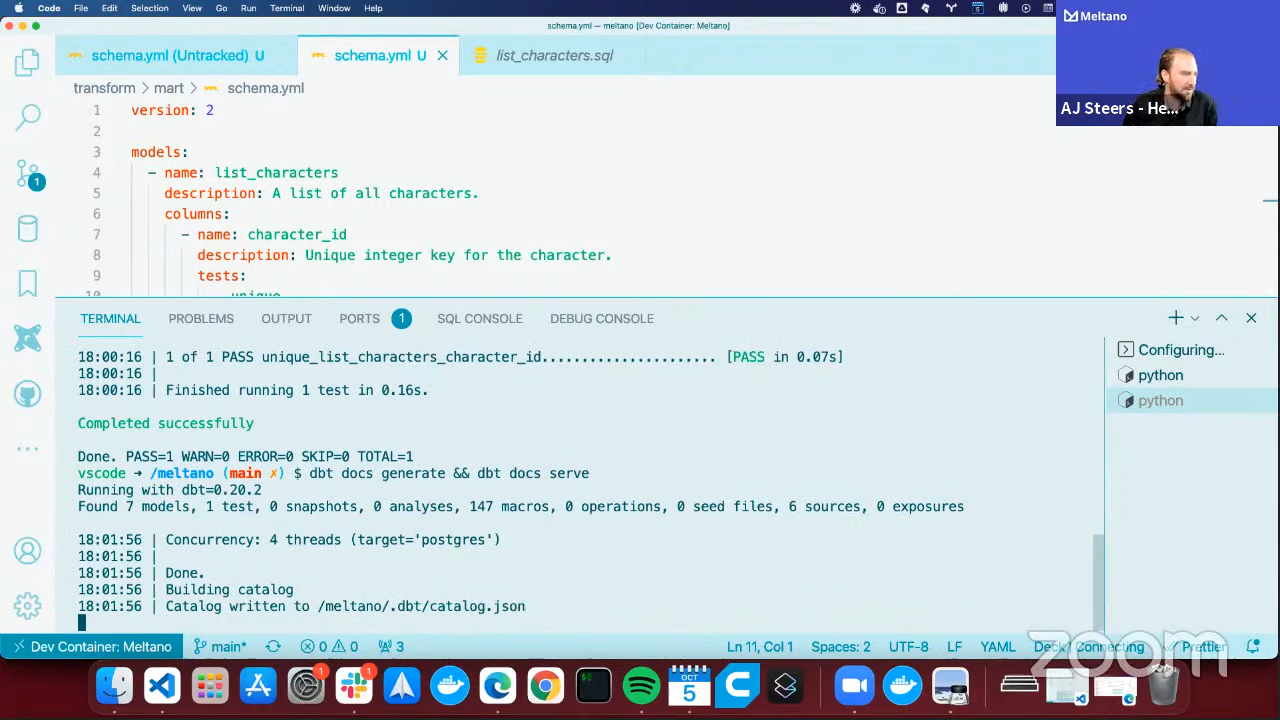 Code File Edit Selection View Go Run Terminal Window Help
schema.yml — meltano [Dev Container: Meltano]
Meltano
schema.yml (Untracked) U
schema.yml U
list_characters.sql
AJ Steers - He...
transform > mart > schema.yml
1 version: 2
2
3 models:
4 - name: list_characters
5 description: A list of all characters.
6 columns:
7 - name: character_id
8 description: Unique integer key for the character.
9 tests:
10 - unique
TERMINAL PROBLEMS OUTPUT PORTS 1 SQL CONSOLE DEBUG CONSOLE
18:00:16 | 1 of 1 PASS unique_list_characters_character_id...................... [PASS in 0.07s]
18:00:16 |
18:00:16 | Finished running 1 test in 0.16s.
Completed successfully
Done. PASS=1 WARN=0 ERROR=0 SKIP=0 TOTAL=1
vscode → /meltano (main ✗) $ dbt docs generate && dbt docs serve
Running with dbt=0.20.2
Found 7 models, 1 test, 0 snapshots, 0 analyses, 147 macros, 0 operations, 0 seed files, 6 sources, 0 exposures
18:01:56 | Concurrency: 4 threads (target='postgres')
18:01:56 |
18:01:56 | Done.
18:01:56 | Building catalog
18:01:56 | Catalog written to /meltano/.dbt/catalog.json
Configuring...
python
python
1
Dev Container: Meltano main* 0 0 3 Ln 11, Col 1 Spaces: 2 UTF-8 LF YAML Deck Connecting Prettier
zoom
1
1
OCT
5